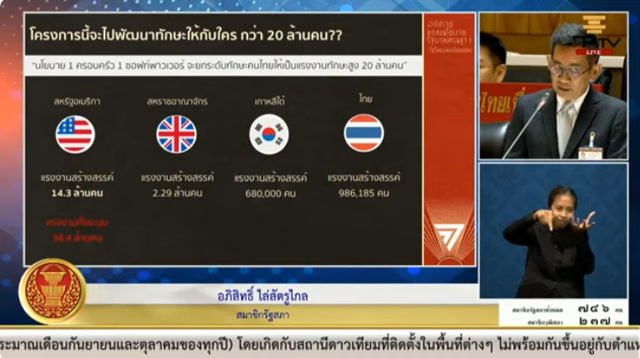 โครงการนี้จะไปพัฒนาทักษะให้กับใคร กว่า 20 ล้านคน??
"นโยบาย 1 ครอบครัว 1 ซอฟท์พาวเวอร์ จะยกระดับทักษะคนไทยให้เป็นแรงงานทักษะสูง 20 ล้านคน"
สหรัฐอเมริกา
สหราชอาณาจักร
เกาหลีใต้
ไทย
แรงงานสร้างสรรค์
14.3 ล้านคน
แรงงานสร้างสรรค์
2.29 ล้านคน
แรงงานสร้างสรรค์
680,000 คน
แรงงานสร้างสรรค์
986,185 คน
LIVE
อภิสิทธิ์ ไล่สัตรูไกล
สมาชิกรัฐสภา
สมาชิกรัฐสภาทั้งหมด ๗๔๖ คน
๒๓๗ คน
ระมาณเดือนกันยายนและตุลาคมของทุกปี) โดยเกิดกับสถานีดาวเทียมที่ติดตั้งในพื้นที่ต่างๆ ไม่พร้อมกันขึ้นอยู่กับตำแ